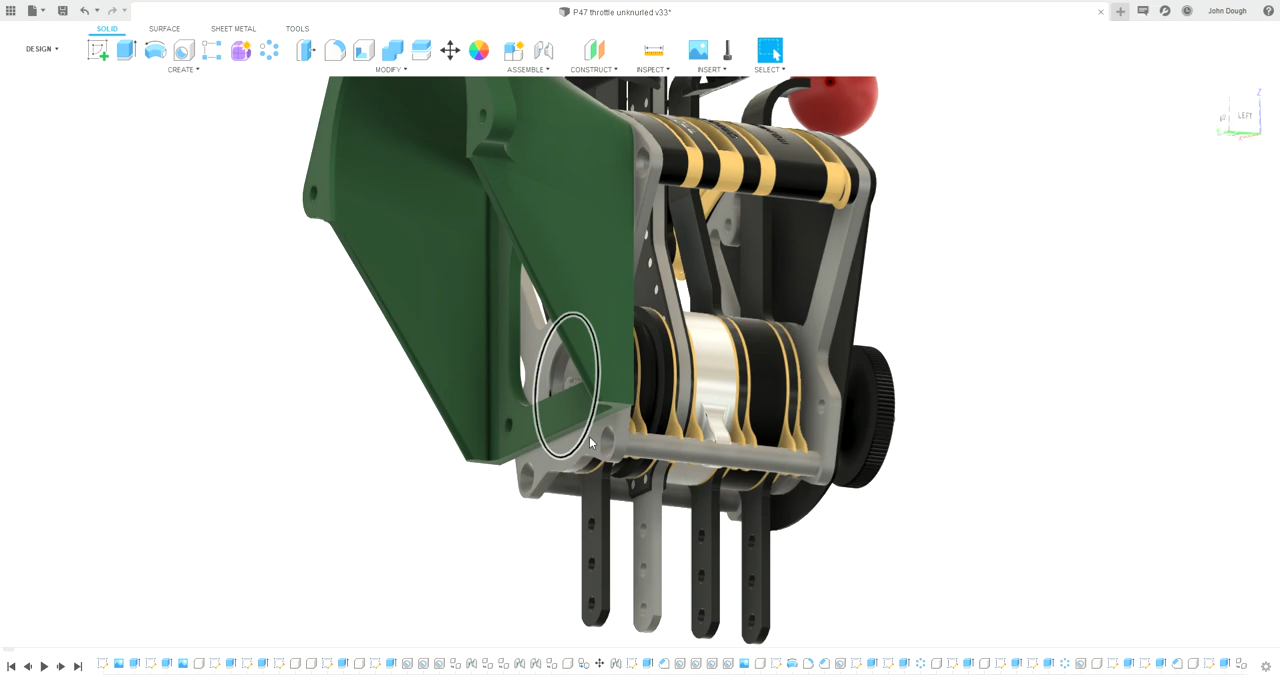 P47 throttle unknurled v33*
John Dough
SOLID SURFACE SHEET METAL TOOLS
DESIGN
CREATE MODIFY ASSEMBLE CONSTRUCT INSPECT INSERT SELECT
Z
LEFT